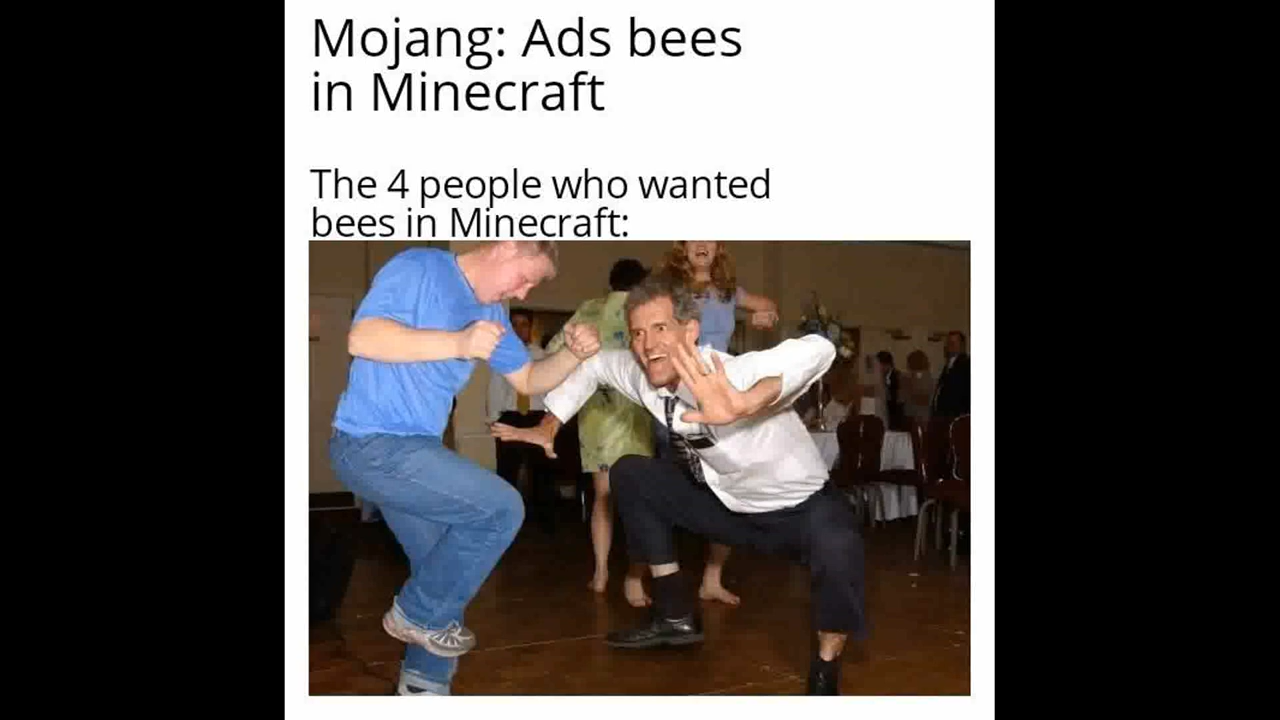 Mojang: Ads bees
in Minecraft
The 4 people who wanted
bees in Minecraft: